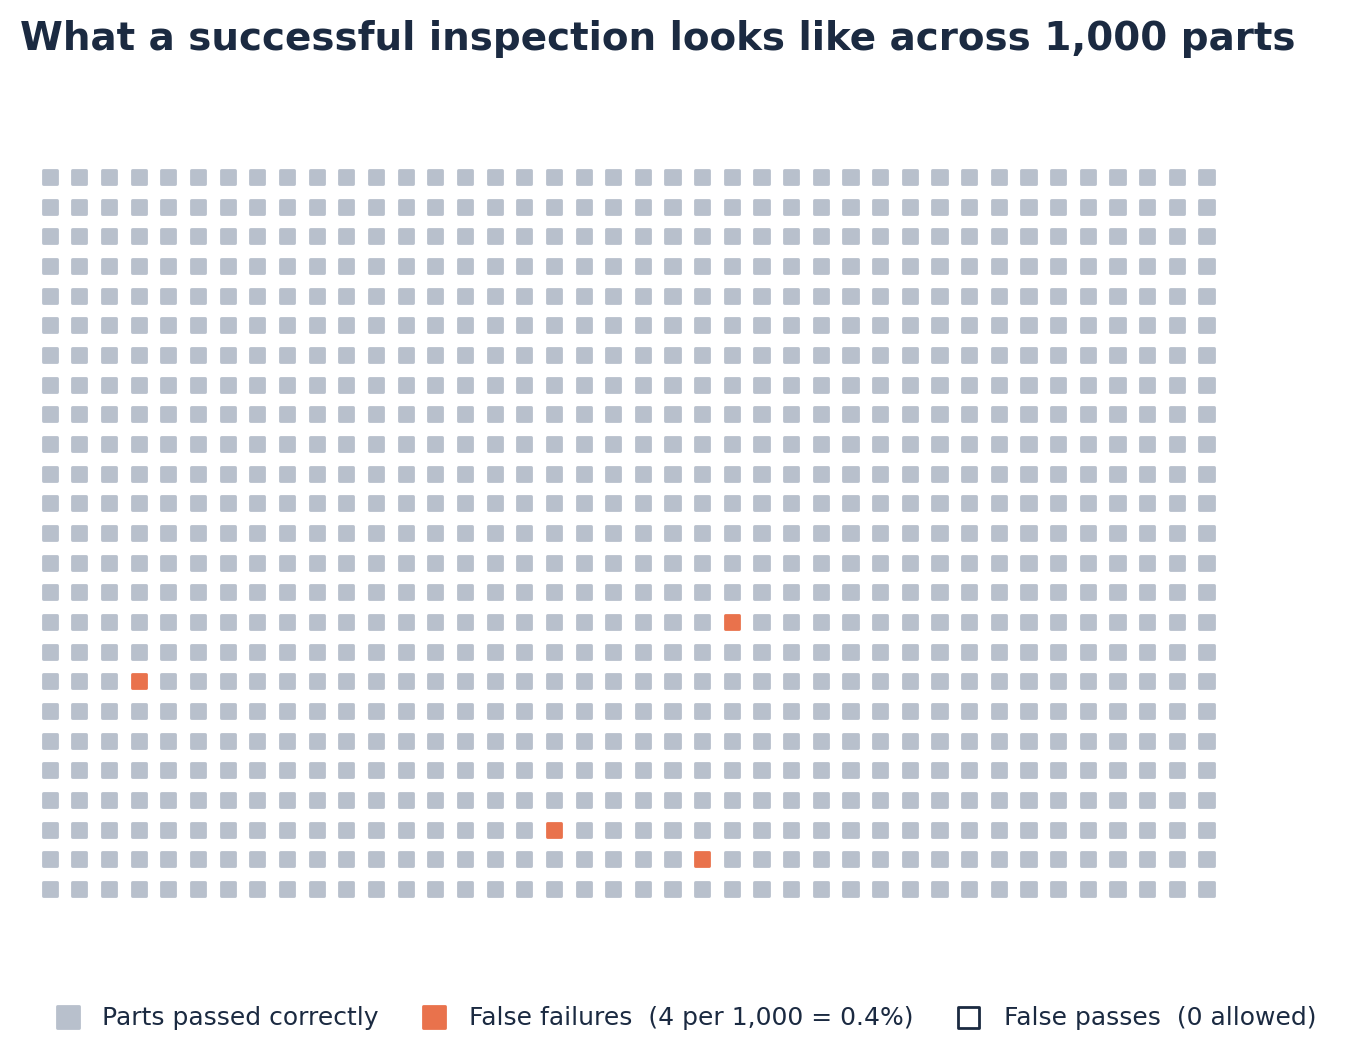 What a successful inspection looks like across 1,000 parts
Parts passed correctly
False failures (4 per 1,000 = 0.4%)
False passes (0 allowed)